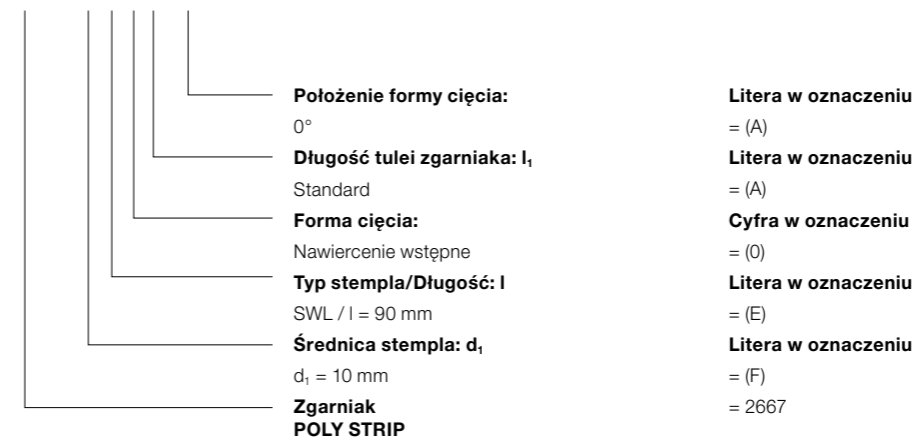 Położenie formy cięcia: Litera w oznaczeniu
0° = (A)
Długość tulei zgarniaka: l₁ Litera w oznaczeniu
Standard = (A)
Forma cięcia: Cyfra w oznaczeniu
Nawiercenie wstępne = (0)
Typ stempla/Długość: l Litera w oznaczeniu
SWL / l = 90 mm = (E)
Średnica stempla: d₁ Litera w oznaczeniu
d₁ = 10 mm = (F)
Zgarniak = 2667
POLY STRIP